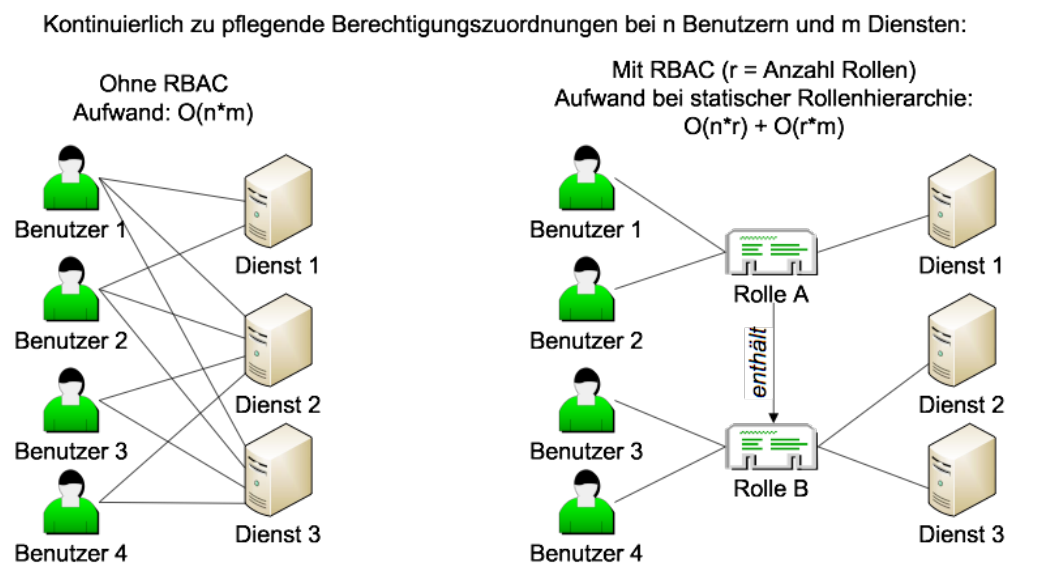 Kontinuierlich zu pflegende Berechtigungszuordnungen bei n Benutzern und m Diensten:
Ohne RBAC
Aufwand: O(n*m)
Benutzer 1
Benutzer 2
Benutzer 3
Benutzer 4
Dienst 1
Dienst 2
Dienst 3
Mit RBAC (r = Anzahl Rollen)
Aufwand bei statischer Rollenhierarchie:
O(n*r) + O(r*m)
Benutzer 1
Benutzer 2
Benutzer 3
Benutzer 4
Rolle A
enthält
Rolle B
Dienst 1
Dienst 2
Dienst 3